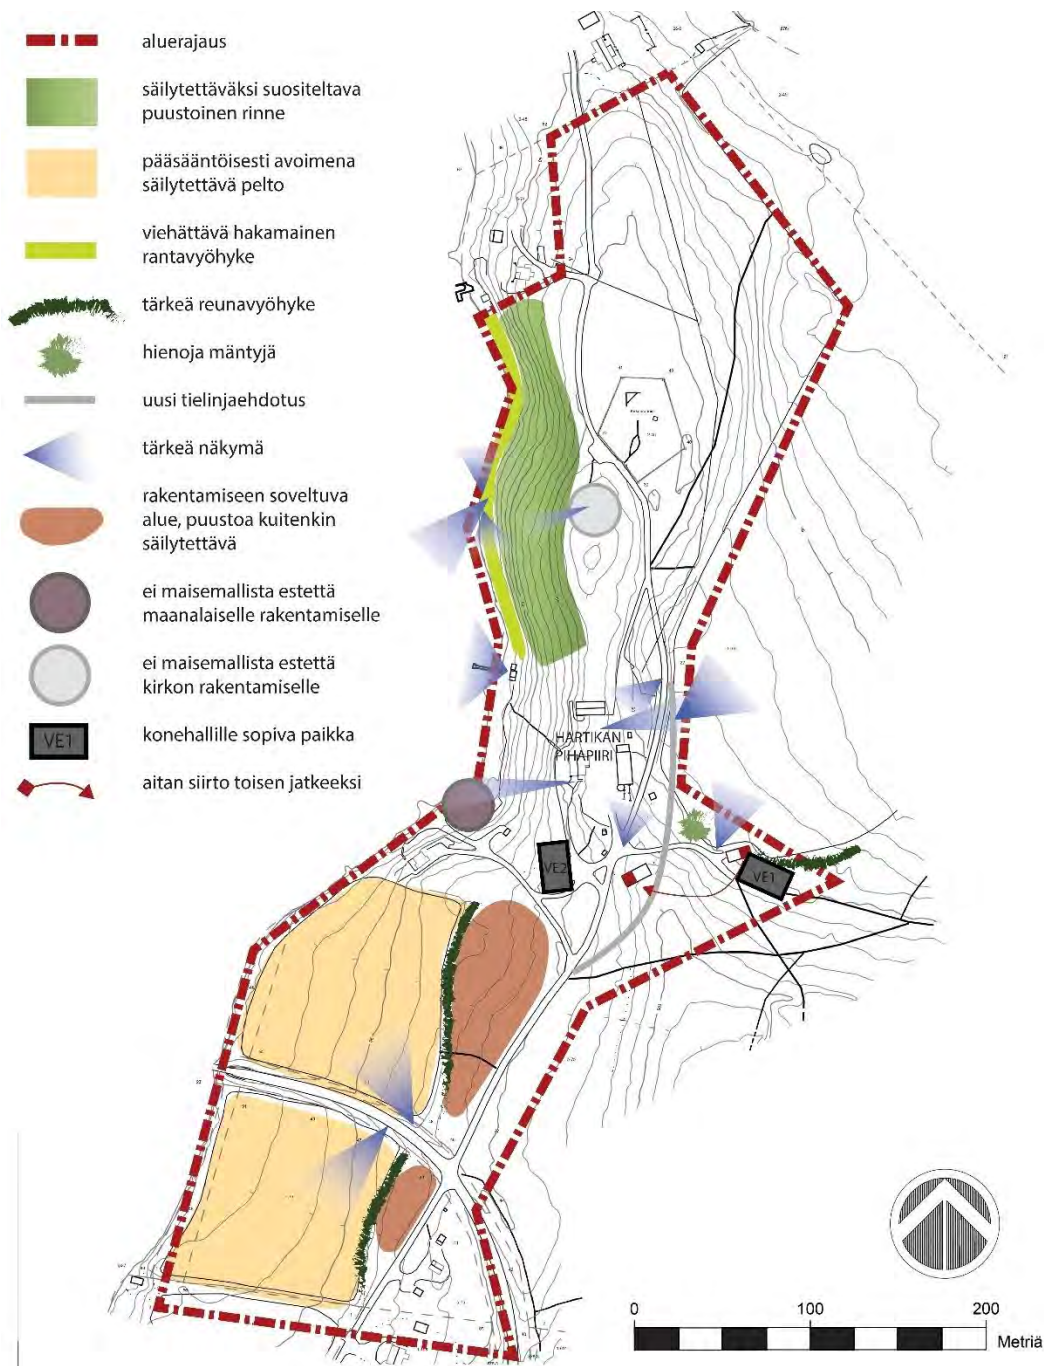 aluerajaus
säilytettäväksi suositeltava
puustoinen rinne
pääsääntöisesti avoimena
säilytettävä pelto
viehättävä hakamainen
rantavyöhyke
tärkeä reunavyöhyke
hienoja mäntyjä
uusi tielinjaehdotus
tärkeä näkymä
rakentamiseen soveltuva
alue, puustoa kuitenkin
säilytettävä
ei maisemallista estettä
maanalaiselle rakentamiselle
ei maisemallista estettä
kirkon rakentamiselle
VE1
konehallille sopiva paikka
aitan siirto toisen jatkeeksi
HARTIKAN
PIHAPIIRI
VE2
VE1
0
100
200
Metriä